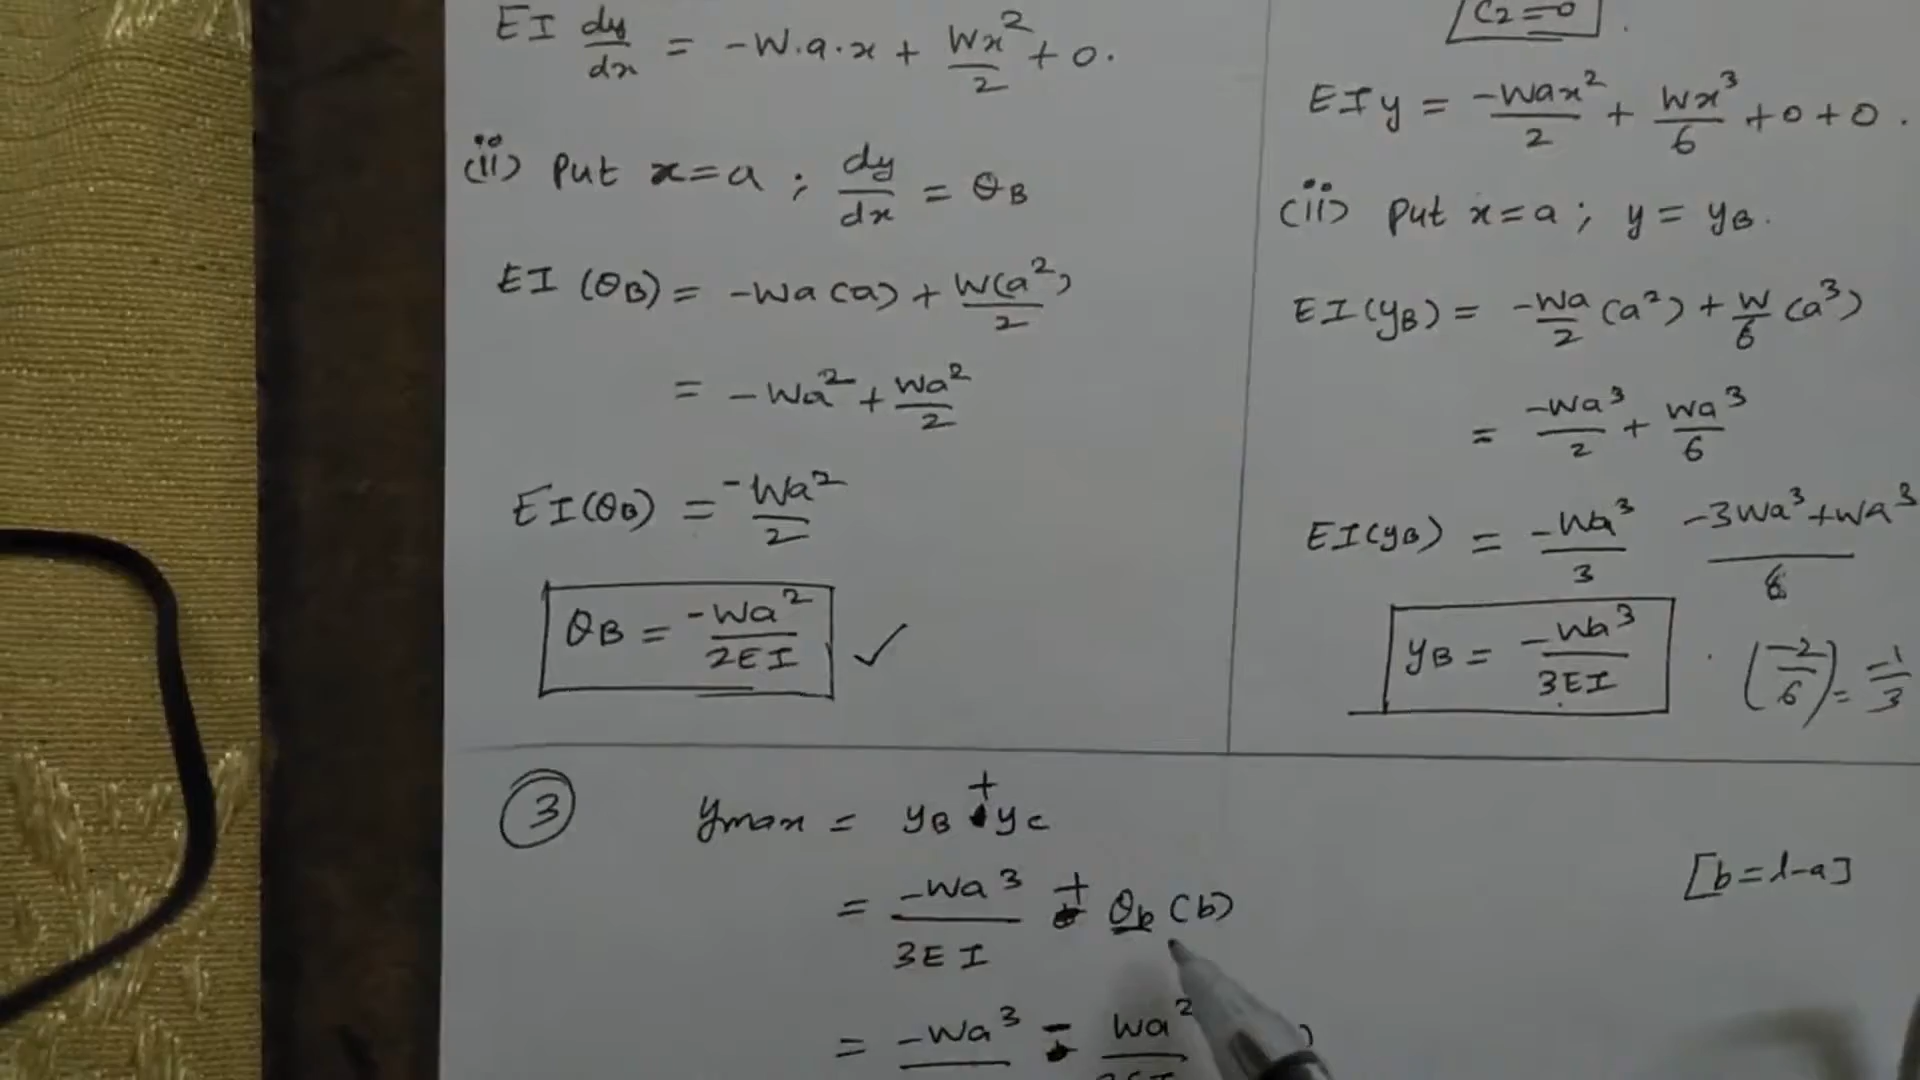 EI dy/dx = -W.a.x + Wx²/2 + 0.
(ii) Put x=a ; dy/dx = θB
EI (θB) = -Wa(a) + W(a²)/2
= -Wa² + Wa²/2
EI(θB) = -Wa²/2
θB = -Wa²/2EI ✓
C2=0
EIy = -Wax²/2 + Wx³/6 +0+0.
(ii) Put x=a ; y = yB.
EI(yB) = -Wa/2 (a²) + W/6 (a³)
= -Wa³/2 + Wa³/6
EI(yB) = -Wa³/3 -3Wa³+Wa³/6
yB = -Wa³/3EI (-2/6) = -1/3
③ ymax = yB + yc
= -Wa³/3EI + θb (b) [b=l-a]
= -Wa³ - Wa² )